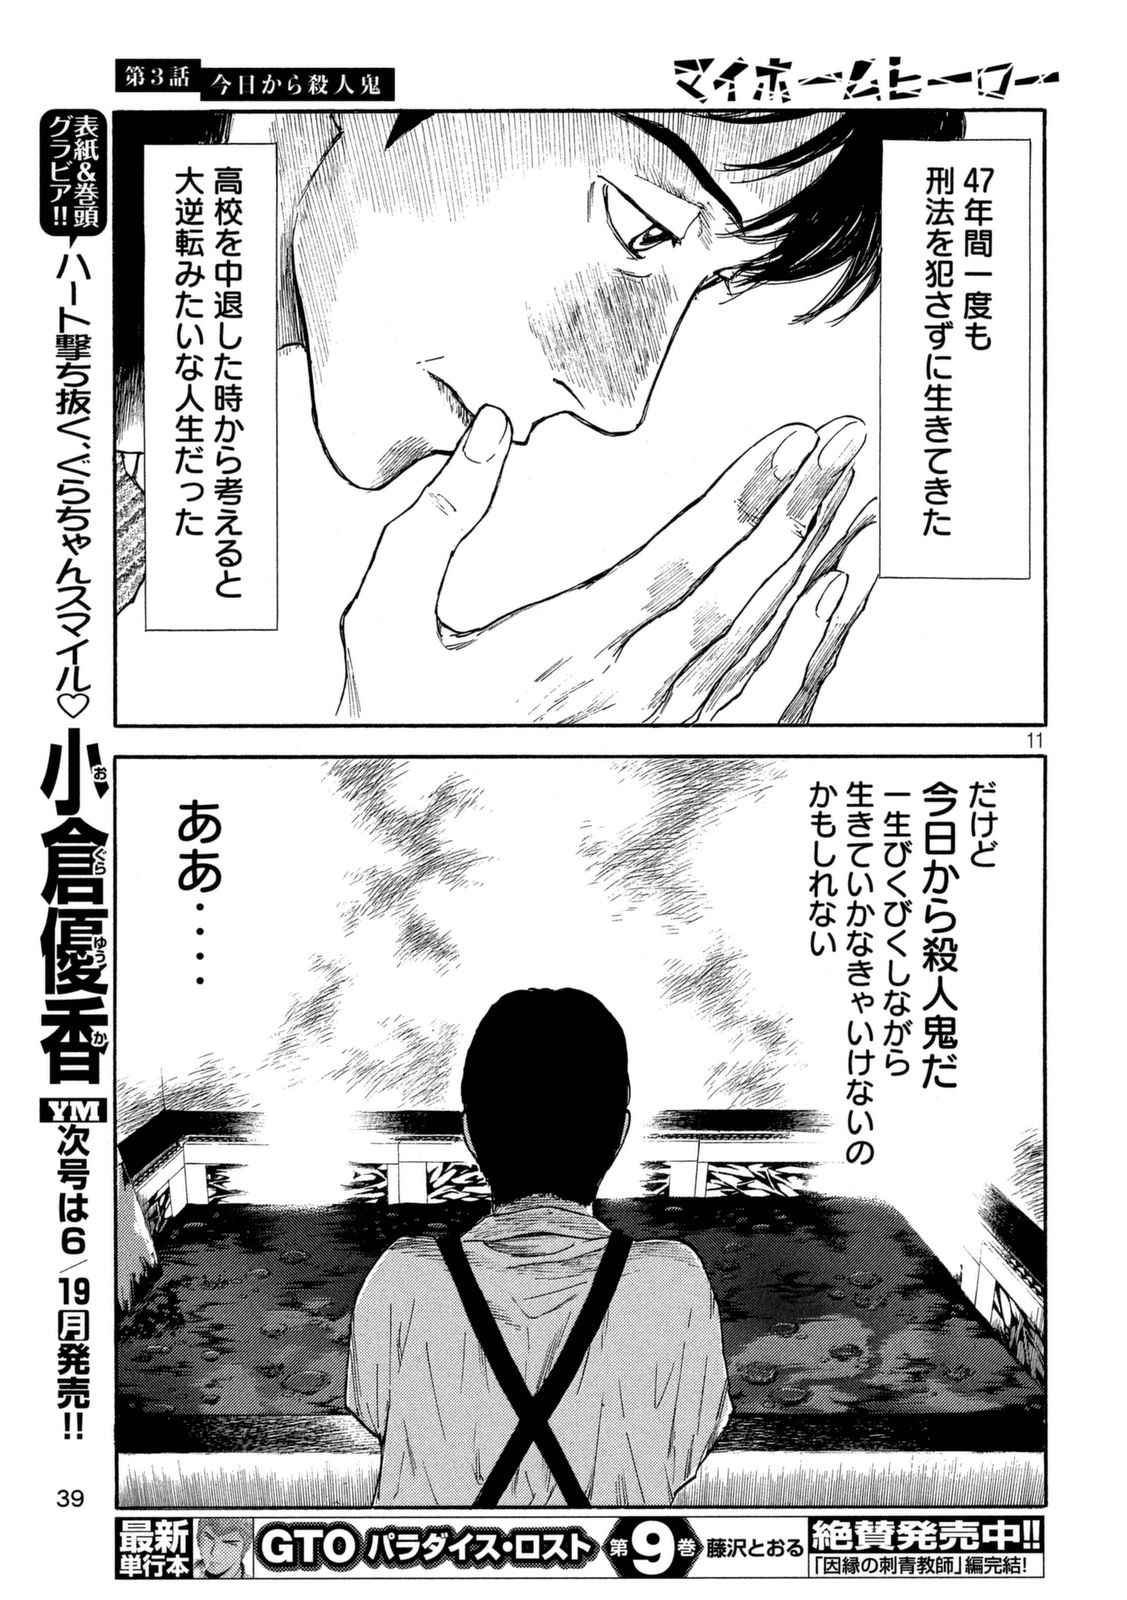 第3話
今日から殺人鬼
マイホームヒーロー
47年間一度も
刑法を犯さずに生きてきた
高校を中退した時から考えると
大逆転みたいな人生だった
11
だけど
今日から殺人鬼だ
一生びくびくしながら
生きていかなきゃいけないの
かもしれない
ああ‥‥
表紙&巻頭
グラビア!!
ハート撃ち抜く、ぐらちゃんスマイル♡
小倉優香
おぐらゆうか
YM
次号は6/19月発売!!
39
最新
単行本
GTO パラダイス・ロスト
第9巻
藤沢とおる
絶賛発売中!!
「因縁の刺青教師」編完結!